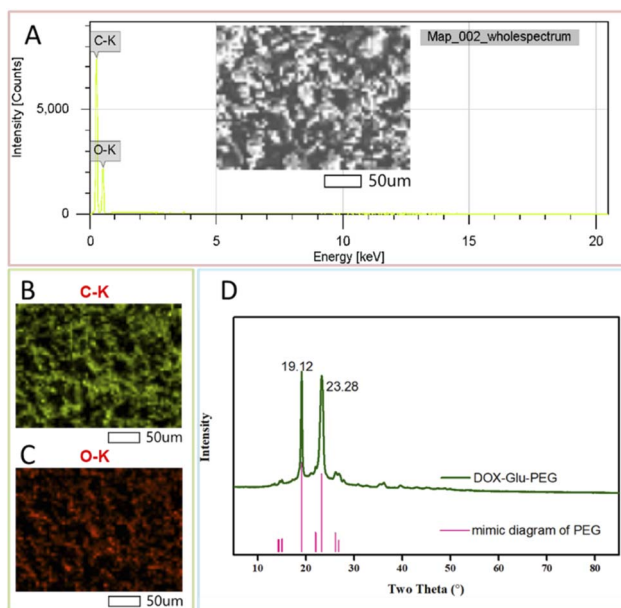 A
C-K
Map_002_wholespectrum
Intensity [Counts]
5,000
O-K
50um
0
0 5 10 15 20
Energy [keV]
B
C-K
50um
C
O-K
50um
D
19.12
23.28
Intensity
DOX-Glu-PEG
mimic diagram of PEG
10 20 30 40 50 60 70 80
Two Theta (°)